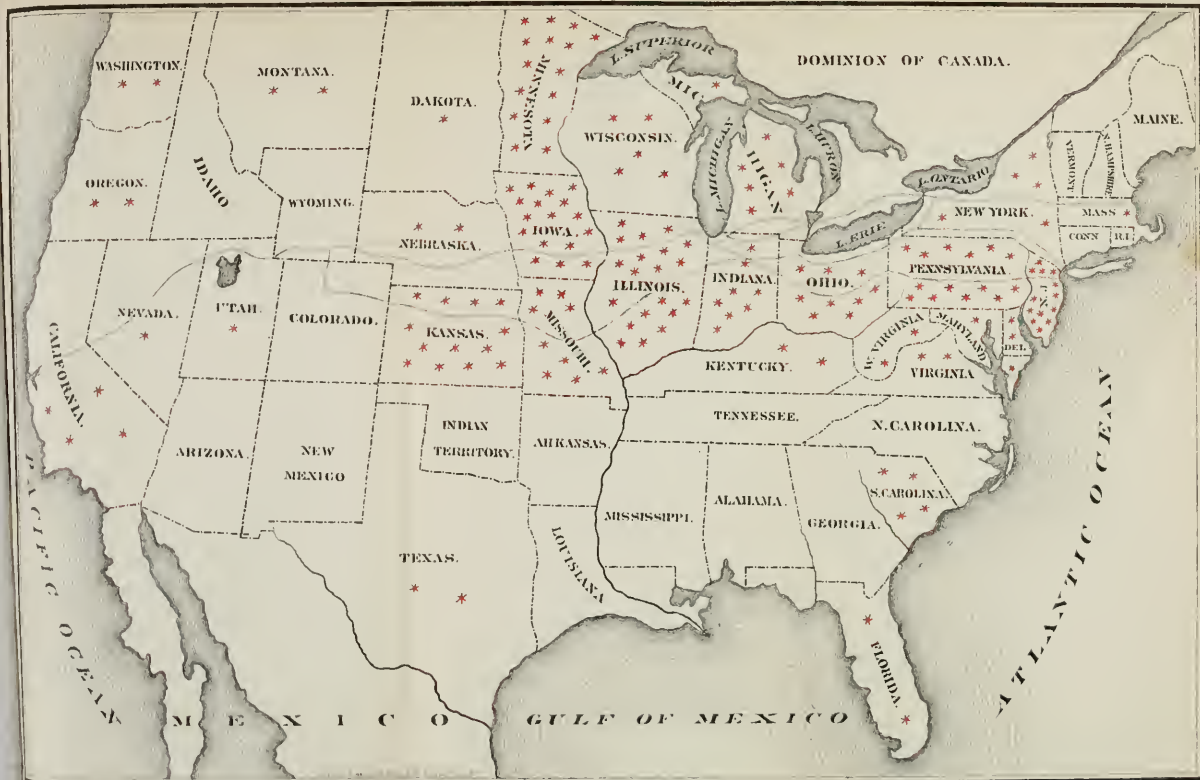 WASHINGTON.
MONTANA.
DAKOTA.
MINNESOTA
L. SUPERIOR
DOMINION OF CANADA.
MICHIGAN
MAINE.
OREGON.
IDAHO
WYOMING.
WISCONSIN.
L. MICHIGAN
L. HURON
L. ONTARIO
VERMONT
N. HAMPSHIRE
NEBRASKA.
IOWA.
L. ERIE
NEW YORK.
MASS
CONN
R.I.
NEVADA.
UTAH.
COLORADO.
KANSAS.
MISSOURI.
ILLINOIS.
INDIANA.
OHIO.
PENNSYLVANIA.
N.J.
CALIFORNIA.
KENTUCKY.
W. VIRGINIA
MARYLAND
DEL
VIRGINIA
ARIZONA.
NEW
MEXICO
INDIAN
TERRITORY.
ARKANSAS.
TENNESSEE.
N. CAROLINA.
TEXAS.
LOUISIANA
MISSISSIPPI.
ALABAMA.
GEORGIA.
S. CAROLINA.
FLORIDA.
PACIFIC OCEAN
MEXICO
GULF OF MEXICO
ATLANTIC OCEAN